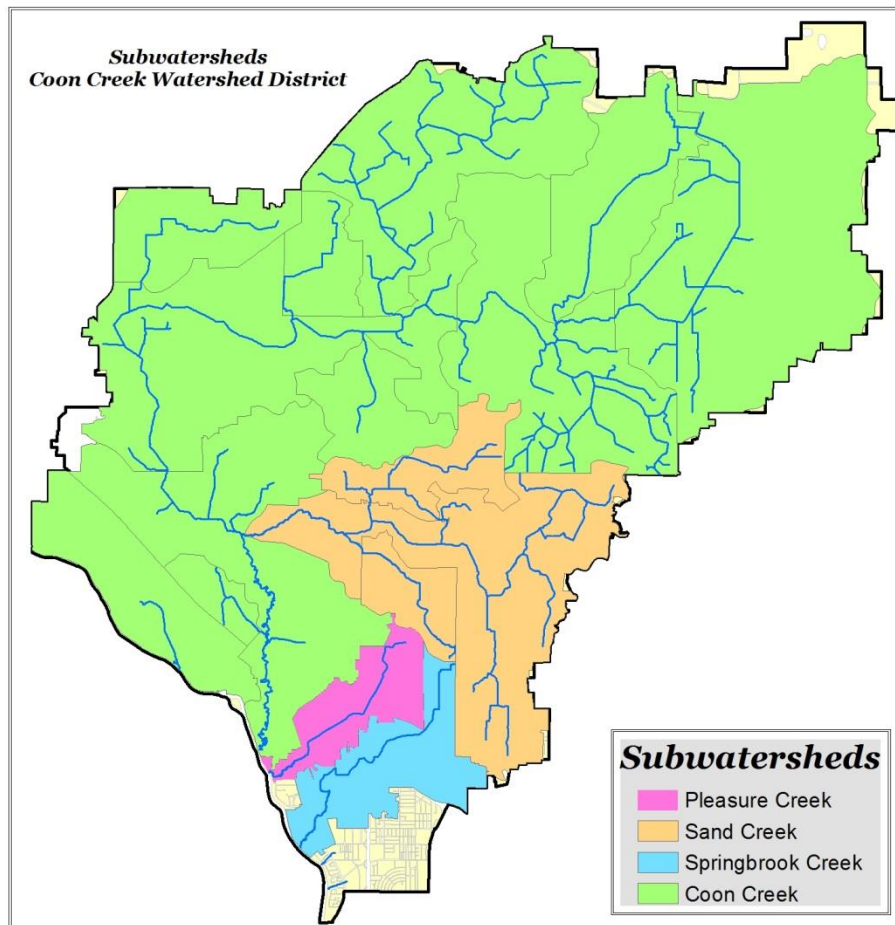 Subwatersheds
Coon Creek Watershed District
Subwatersheds
Pleasure Creek
Sand Creek
Springbrook Creek
Coon Creek